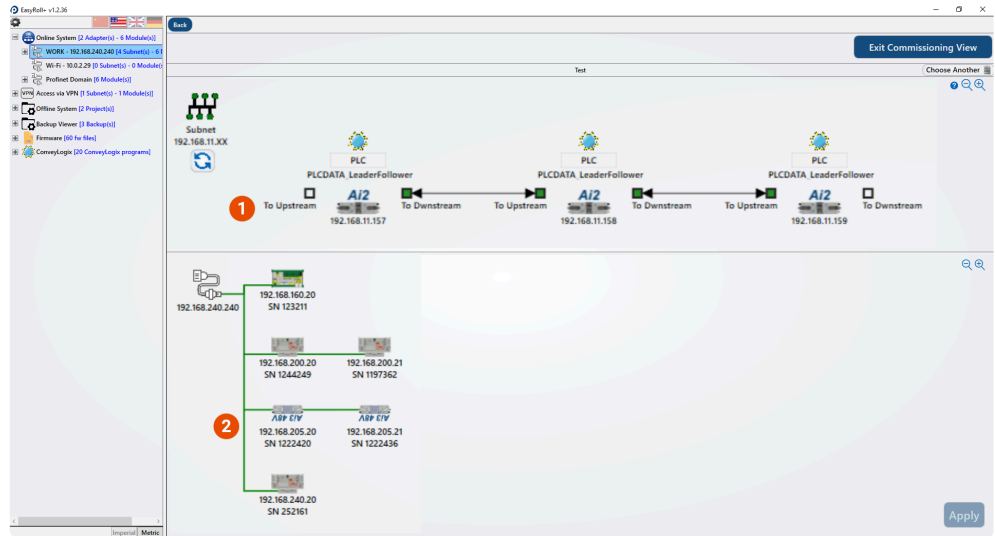 EasyRoll+ v1.2.36
Back
Online System [2 Adapter(s) - 6 Module(s)]
WORK - 192.168.240.240 [4 Subnet(s) - 6
Wi-Fi - 10.0.2.29 [0 Subnet(s) - 0 Module(s
Profinet Domain [6 Module(s)]
VPN Access via VPN [1 Subnet(s) - 1 Module(s)]
Offline System [2 Project(s)]
Backup Viewer [3 Backup(s)]
Firmware [60 fw files]
ConveyLogix [20 ConveyLogix programs]
Imperial Metric
Exit Commissioning View
Test
Choose Another
Subnet
192.168.11.XX
PLC
PLCDATA_LeaderFollower
PLC
PLCDATA_LeaderFollower
PLC
PLCDATA_LeaderFollower
1
To Upstream
Ai2
To Dwnstream
192.168.11.157
To Upstream
Ai2
To Dwnstream
192.168.11.158
To Upstream
Ai2
To Dwnstream
192.168.11.159
192.168.240.240
192.168.160.20
SN 123211
192.168.200.20
SN 1244249
192.168.200.21
SN 1197362
2
Ai3 48V
192.168.205.20
SN 1222420
Ai3 48V
192.168.205.21
SN 1222436
192.168.240.20
SN 252161
Apply